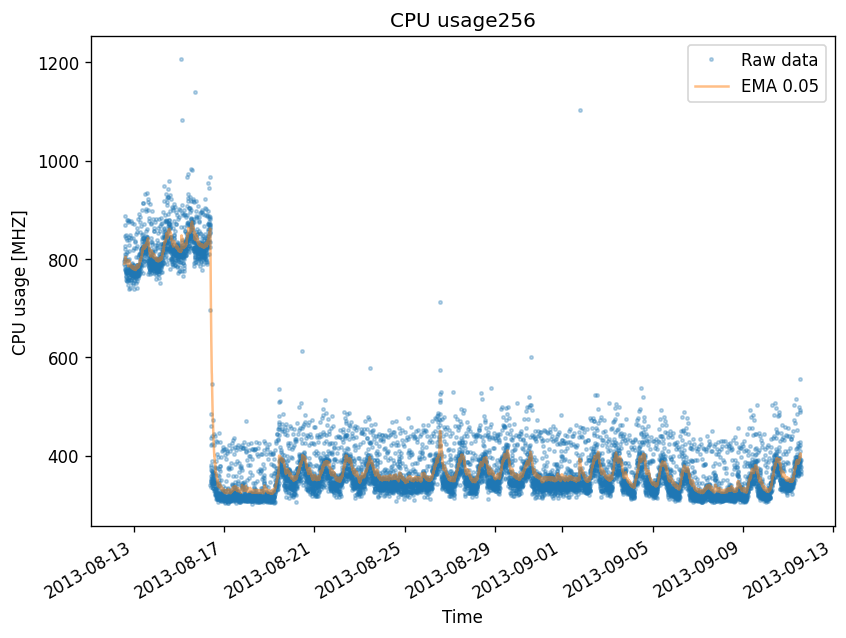 CPU usage256
Raw data
EMA 0.05
CPU usage [MHZ]
1200
1000
800
600
400
2013-08-13
2013-08-17
2013-08-21
2013-08-25
2013-08-29
2013-09-01
2013-09-05
2013-09-09
2013-09-13
Time